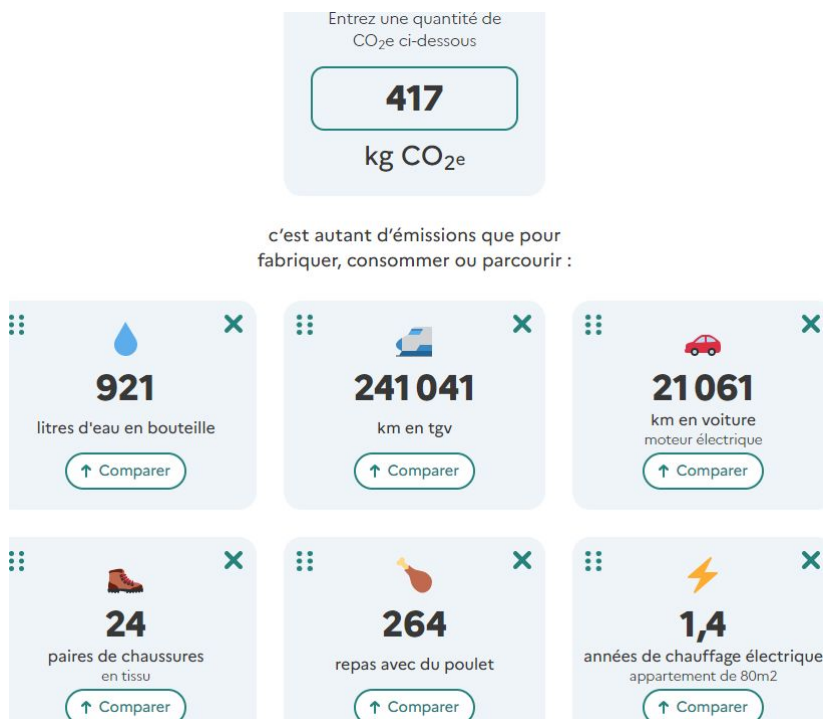 Entrez une quantité de
CO₂e ci-dessous
417
kg CO₂e
c’est autant d’émissions que pour
fabriquer, consommer ou parcourir :
921
litres d'eau en bouteille
↑ Comparer
241 041
km en tgv
↑ Comparer
21 061
km en voiture
moteur électrique
↑ Comparer
24
paires de chaussures
en tissu
↑ Comparer
264
repas avec du poulet
↑ Comparer
1,4
années de chauffage électrique
appartement de 80m2
↑ Comparer